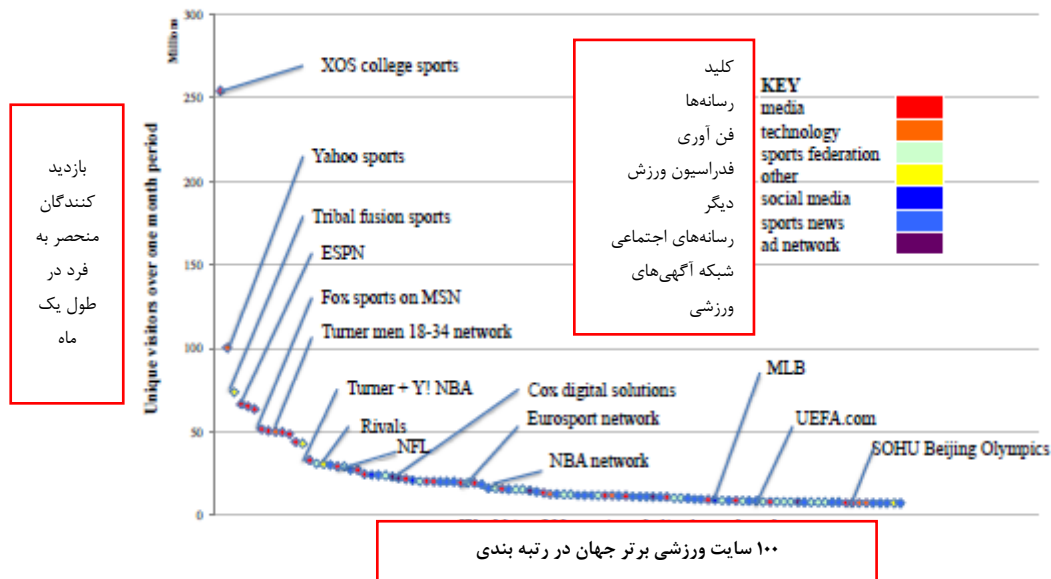 Millions
300
250
200
150
100
50
0
Unique visitors over one month period
بازدید
کنندگان
منحصر به
فرد در
طول یک
ماه
XOS college sports
Yahoo sports
Tribal fusion sports
ESPN
Fox sports on MSN
Turner men 18-34 network
Turner + Y! NBA
Rivals
NFL
Cox digital solutions
Eurosport network
NBA network
MLB
UEFA.com
SOHU Beijing Olympics
کلید
رسانه‌ها
فن آوری
فدراسیون ورزش
دیگر
رسانه‌های اجتماعی
شبکه آگهی‌های
ورزشی
KEY
media
technology
sports federation
other
social media
sports news
ad network
۱۰۰ سایت ورزشی برتر جهان در رتبه بندی